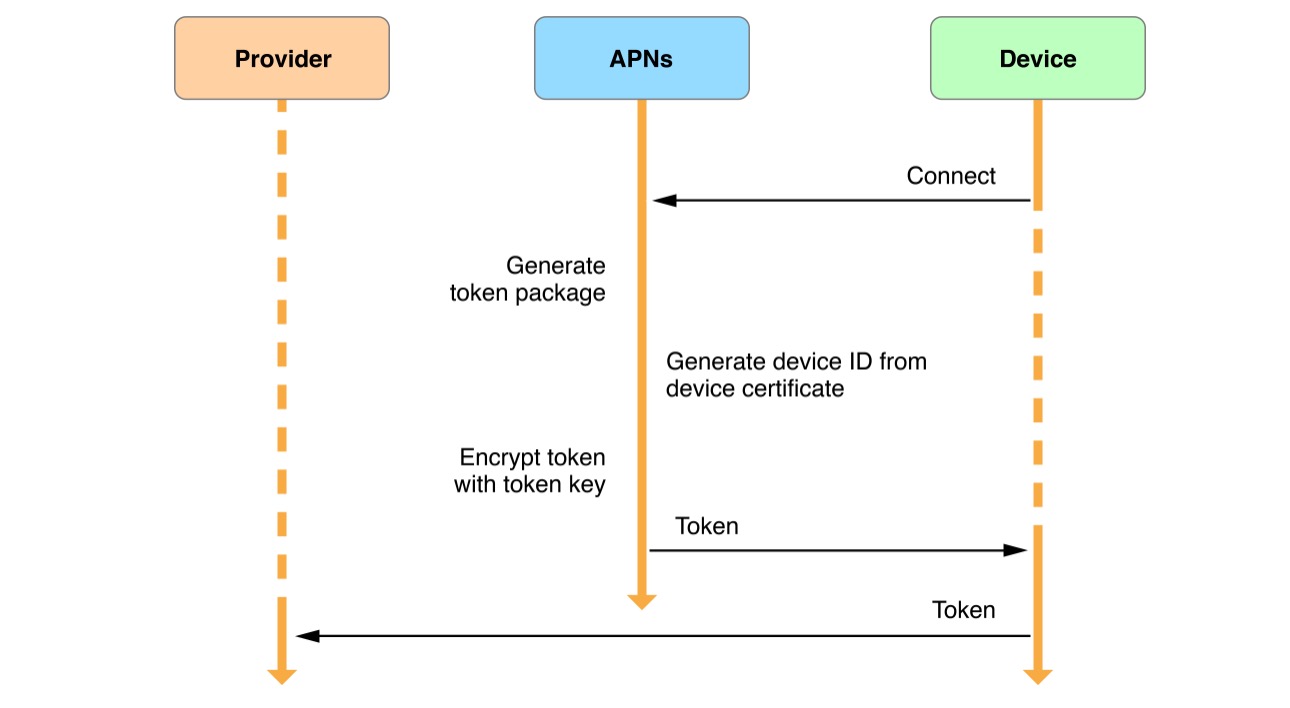 Provider
APNs
Device
Connect
Generate
token package
Generate device ID from
device certificate
Encrypt token
with token key
Token
Token